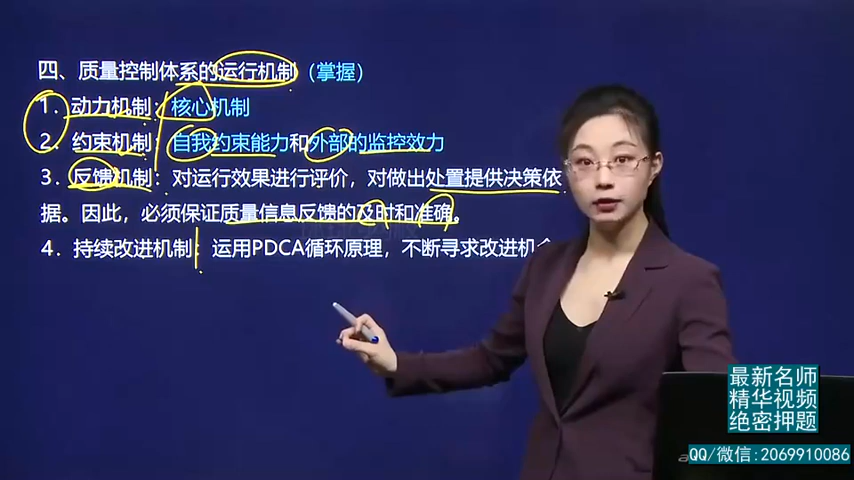 四、质量控制体系的运行机制（掌握）
1．动力机制：核心机制
2．约束机制：自我约束能力和外部的监控效力
3．反馈机制：对运行效果进行评价，对做出处置提供决策依
据。因此，必须保证质量信息反馈的及时和准确。
4．持续改进机制：运用PDCA循环原理，不断寻求改进机会
最新名师
精华视频
绝密押题
QQ/微信:2069910086